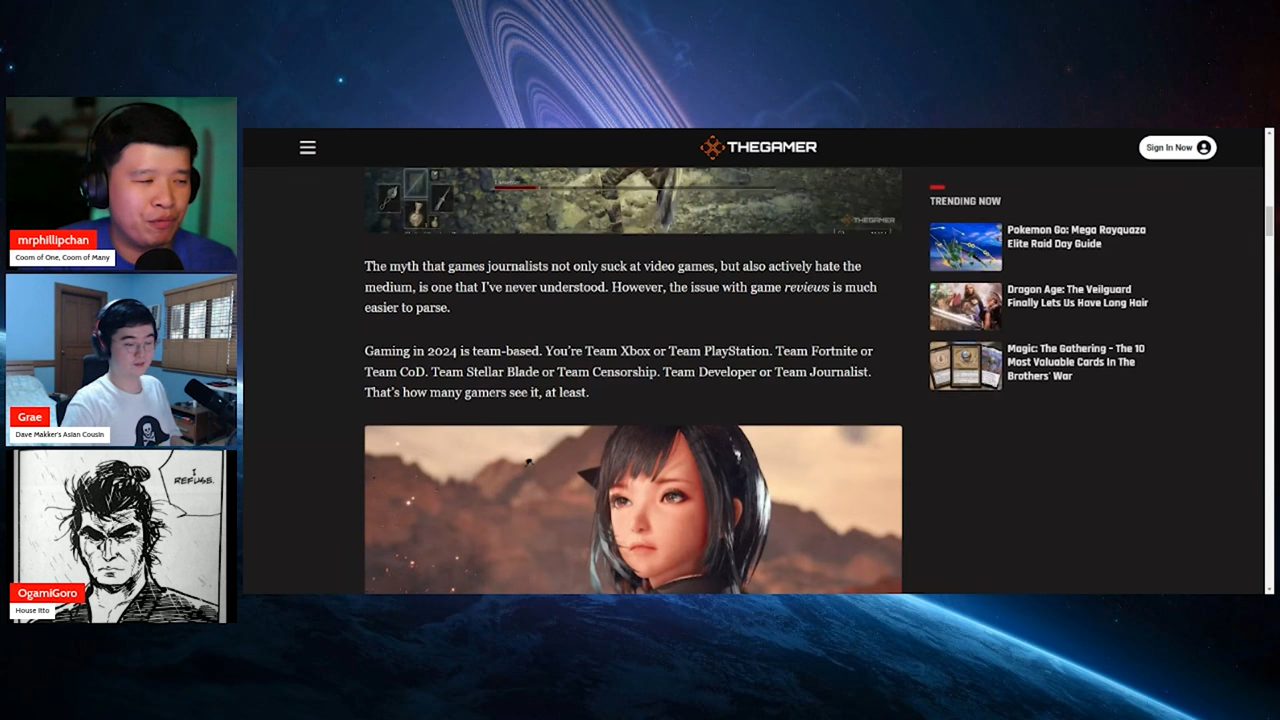 mrphillipchan
Coom of One, Coom of Many
Grae
Dave Makker's Asian Cousin
I
REFUSE.
OgamiGoro
House Itto
THEGAMER
Sign In Now
THEGAMER
The myth that games journalists not only suck at video games, but also actively hate the
medium, is one that I've never understood. However, the issue with game reviews is much
easier to parse.
Gaming in 2024 is team-based. You're Team Xbox or Team PlayStation. Team Fortnite or
Team CoD. Team Stellar Blade or Team Censorship. Team Developer or Team Journalist.
That's how many gamers see it, at least.
TRENDING NOW
Pokemon Go: Mega Rayquaza
Elite Raid Day Guide
Dragon Age: The Veilguard
Finally Lets Us Have Long Hair
Magic: The Gathering - The 10
Most Valuable Cards In The
Brothers' War